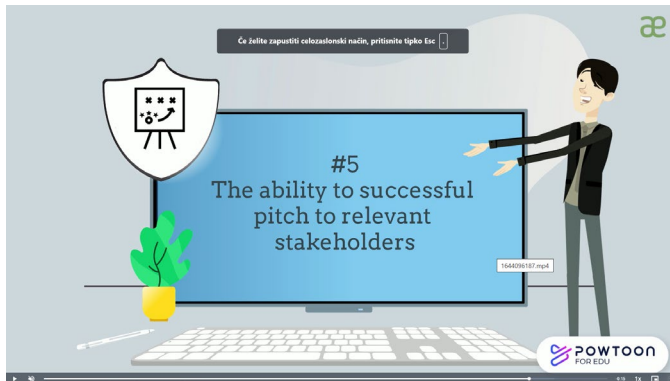 æ
Če želite zapustiti celozaslonski način, pritisnite tipko Esc .
#5
The ability to successful
pitch to relevant
stakeholders
1644096187.mp4
POWTOON
FOR EDU
1x